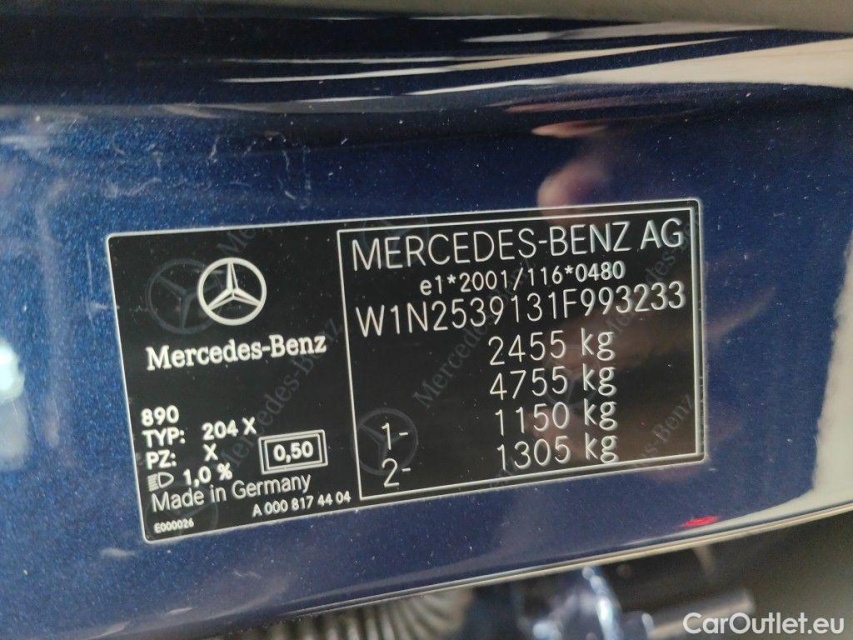 Mercedes-Benz
890
TYP: 204 X
PZ: X
1,0 %
0,50
Made in Germany
E000026
A 000 817 44 04
MERCEDES-BENZ AG
e1*2001/116*0480
W1N2539131F993233
2455 kg
4755 kg
1- 1150 kg
2- 1305 kg
CarOutlet.eu